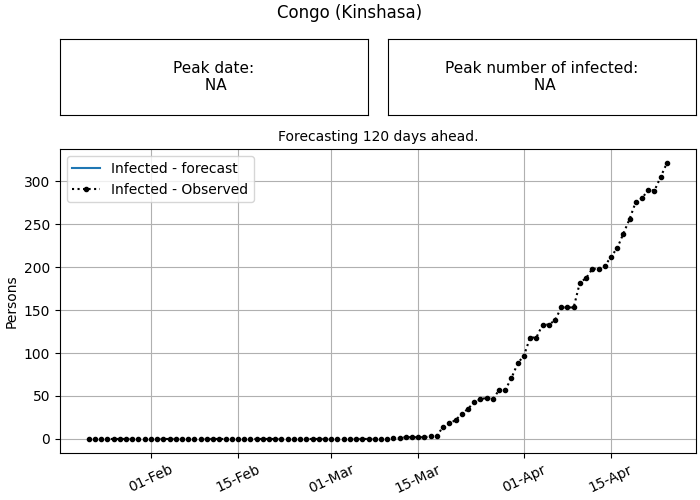 Congo (Kinshasa)
Peak date:
NA
Peak number of infected:
NA
Forecasting 120 days ahead.
Infected - forecast
Infected - Observed
Persons
300
250
200
150
100
50
0
01-Feb
15-Feb
01-Mar
15-Mar
01-Apr
15-Apr